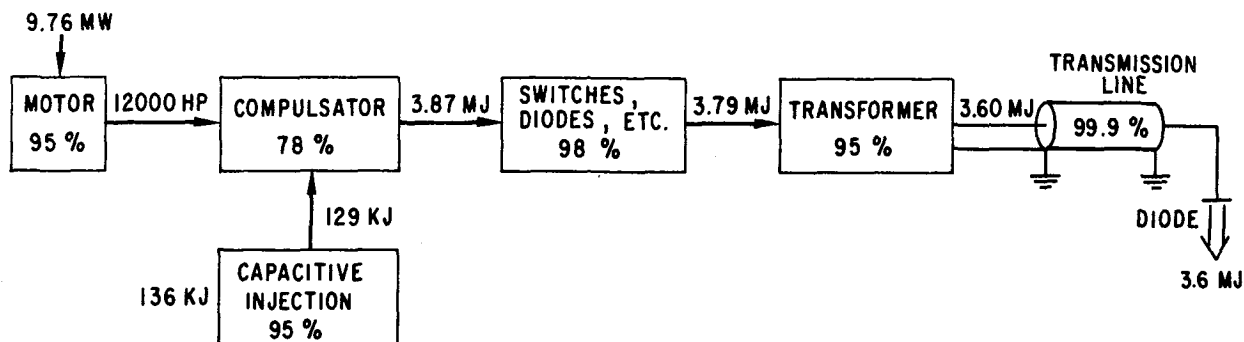 9.76 MW
MOTOR
95 %
12000 HP
COMPULSATOR
78 %
3.87 MJ
SWITCHES,
DIODES, ETC.
98 %
3.79 MJ
TRANSFORMER
95 %
3.60 MJ
TRANSMISSION
LINE
99.9 %
DIODE
3.6 MJ
129 KJ
136 KJ
CAPACITIVE
INJECTION
95 %